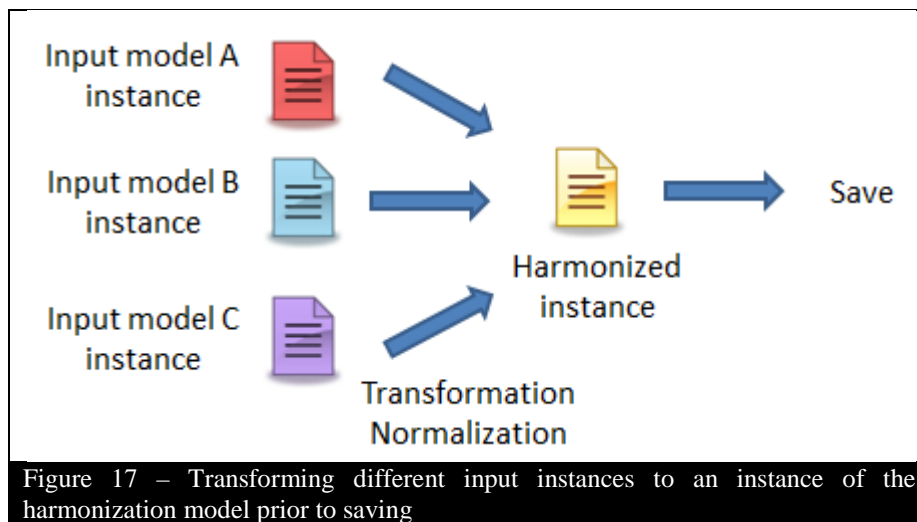 Input model A
instance
Input model B
instance
Input model C
instance
Transformation
Normalization
Harmonized
instance
Save
Figure 17 – Transforming different input instances to an instance of the
harmonization model prior to saving